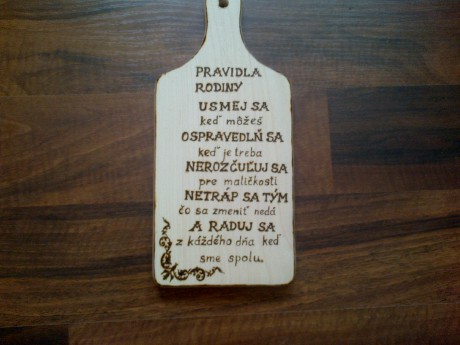 PRAVIDLA
RODINY
USMEJ SA
keď môžeš
OSPRAVEDLŇ SA
keď je treba
NEROZČUĽUJ SA
pre maličkosti
NETRÁP SA TÝM
čo sa zmeniť nedá
A RADUJ SA
z káždého dňa keď
sme spolu.